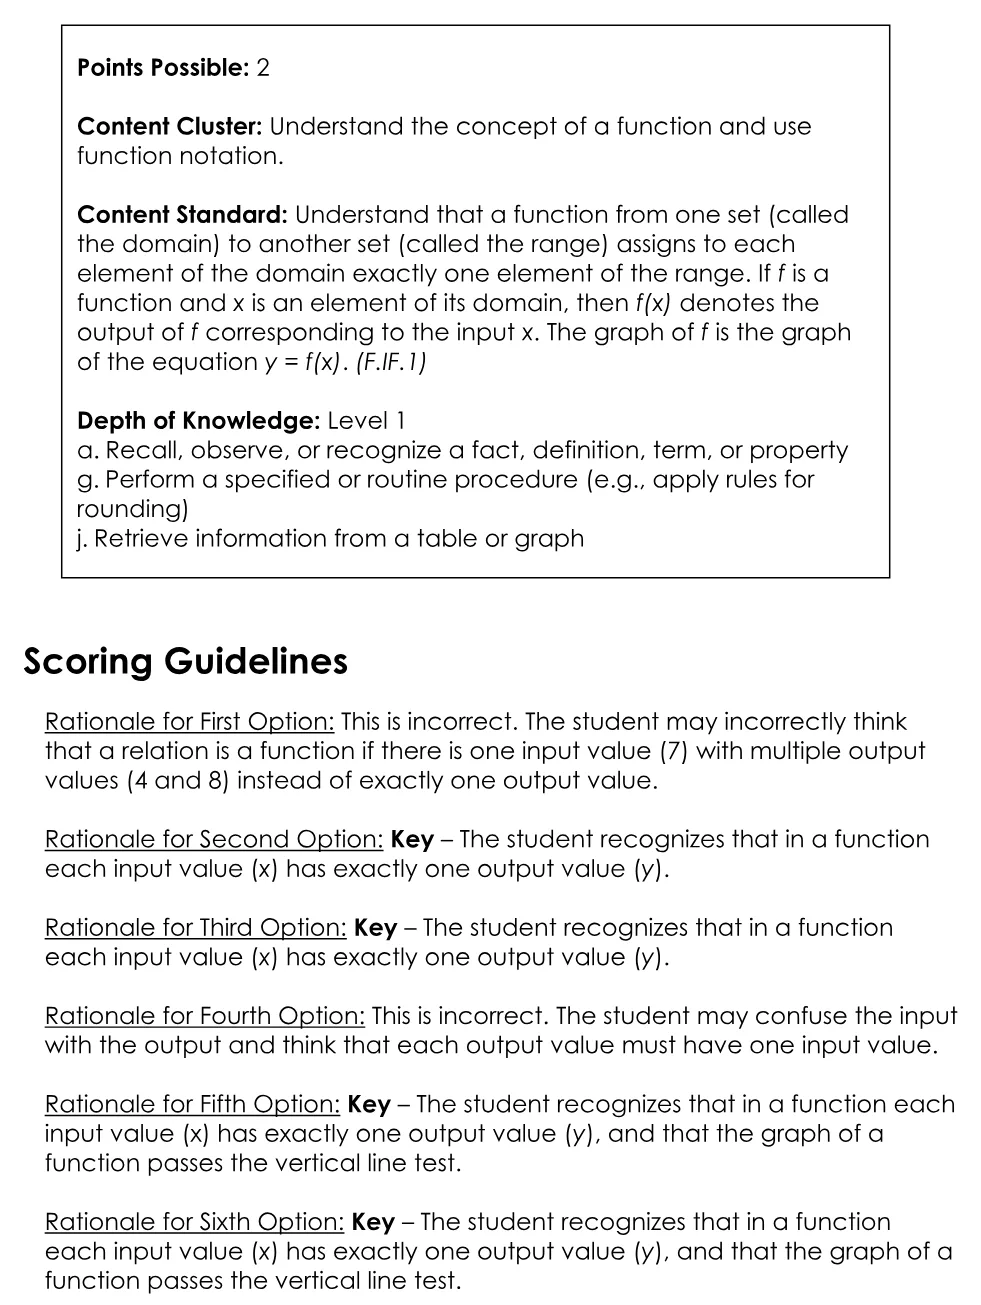 Points Possible: 2
Content Cluster: Understand the concept of a function and use
function notation.
Content Standard: Understand that a function from one set (called
the domain) to another set (called the range) assigns to each
element of the domain exactly one element of the range. If f is a
function and x is an element of its domain, then f(x) denotes the
output of f corresponding to the input x. The graph of f is the graph
of the equation y = f(x). (F.IF.1)
Depth of Knowledge: Level 1
a. Recall, observe, or recognize a fact, definition, term, or property
g. Perform a specified or routine procedure (e.g., apply rules for
rounding)
j. Retrieve information from a table or graph
Scoring Guidelines
Rationale for First Option: This is incorrect. The student may incorrectly think
that a relation is a function if there is one input value (7) with multiple output
values (4 and 8) instead of exactly one output value.
Rationale for Second Option: Key – The student recognizes that in a function
each input value (x) has exactly one output value (y).
Rationale for Third Option: Key – The student recognizes that in a function
each input value (x) has exactly one output value (y).
Rationale for Fourth Option: This is incorrect. The student may confuse the input
with the output and think that each output value must have one input value.
Rationale for Fifth Option: Key – The student recognizes that in a function each
input value (x) has exactly one output value (y), and that the graph of a
function passes the vertical line test.
Rationale for Sixth Option: Key – The student recognizes that in a function
each input value (x) has exactly one output value (y), and that the graph of a
function passes the vertical line test.